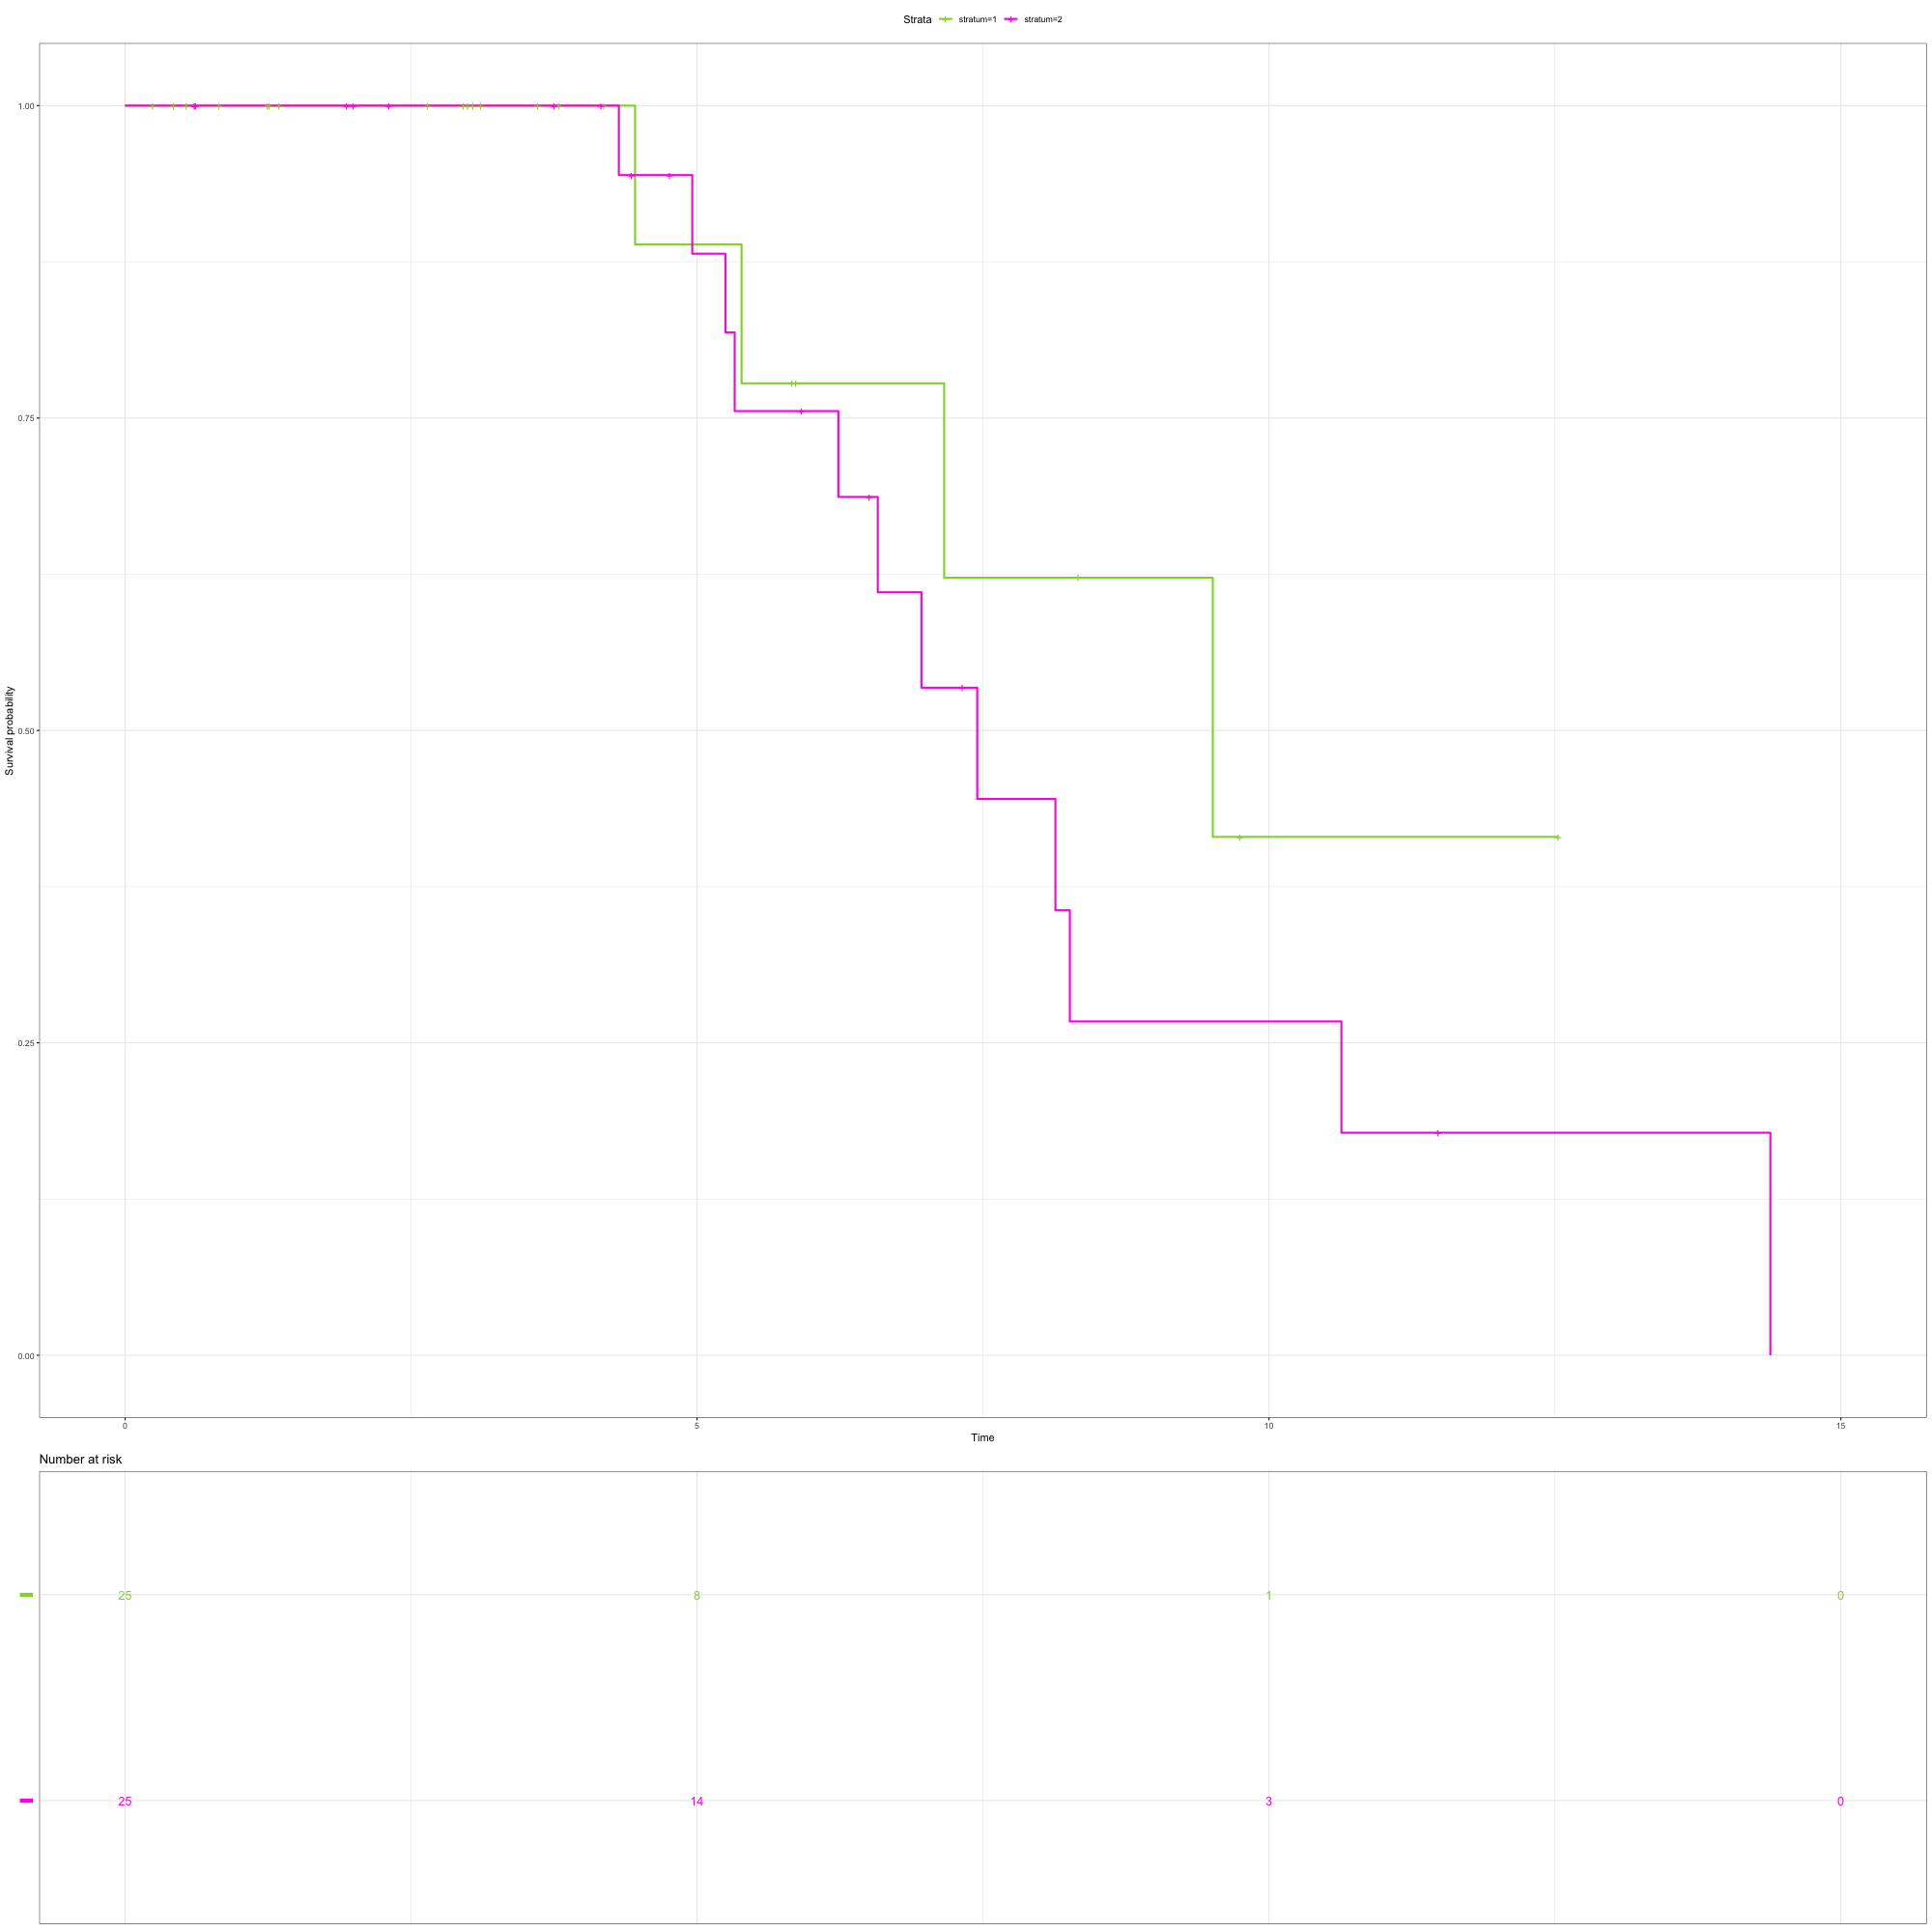 Strata stratum=1 stratum=2
Survival probability
1.00
0.75
0.50
0.25
0.00
0 5 10 15
Time
Number at risk
25 8 1 0
25 14 3 0